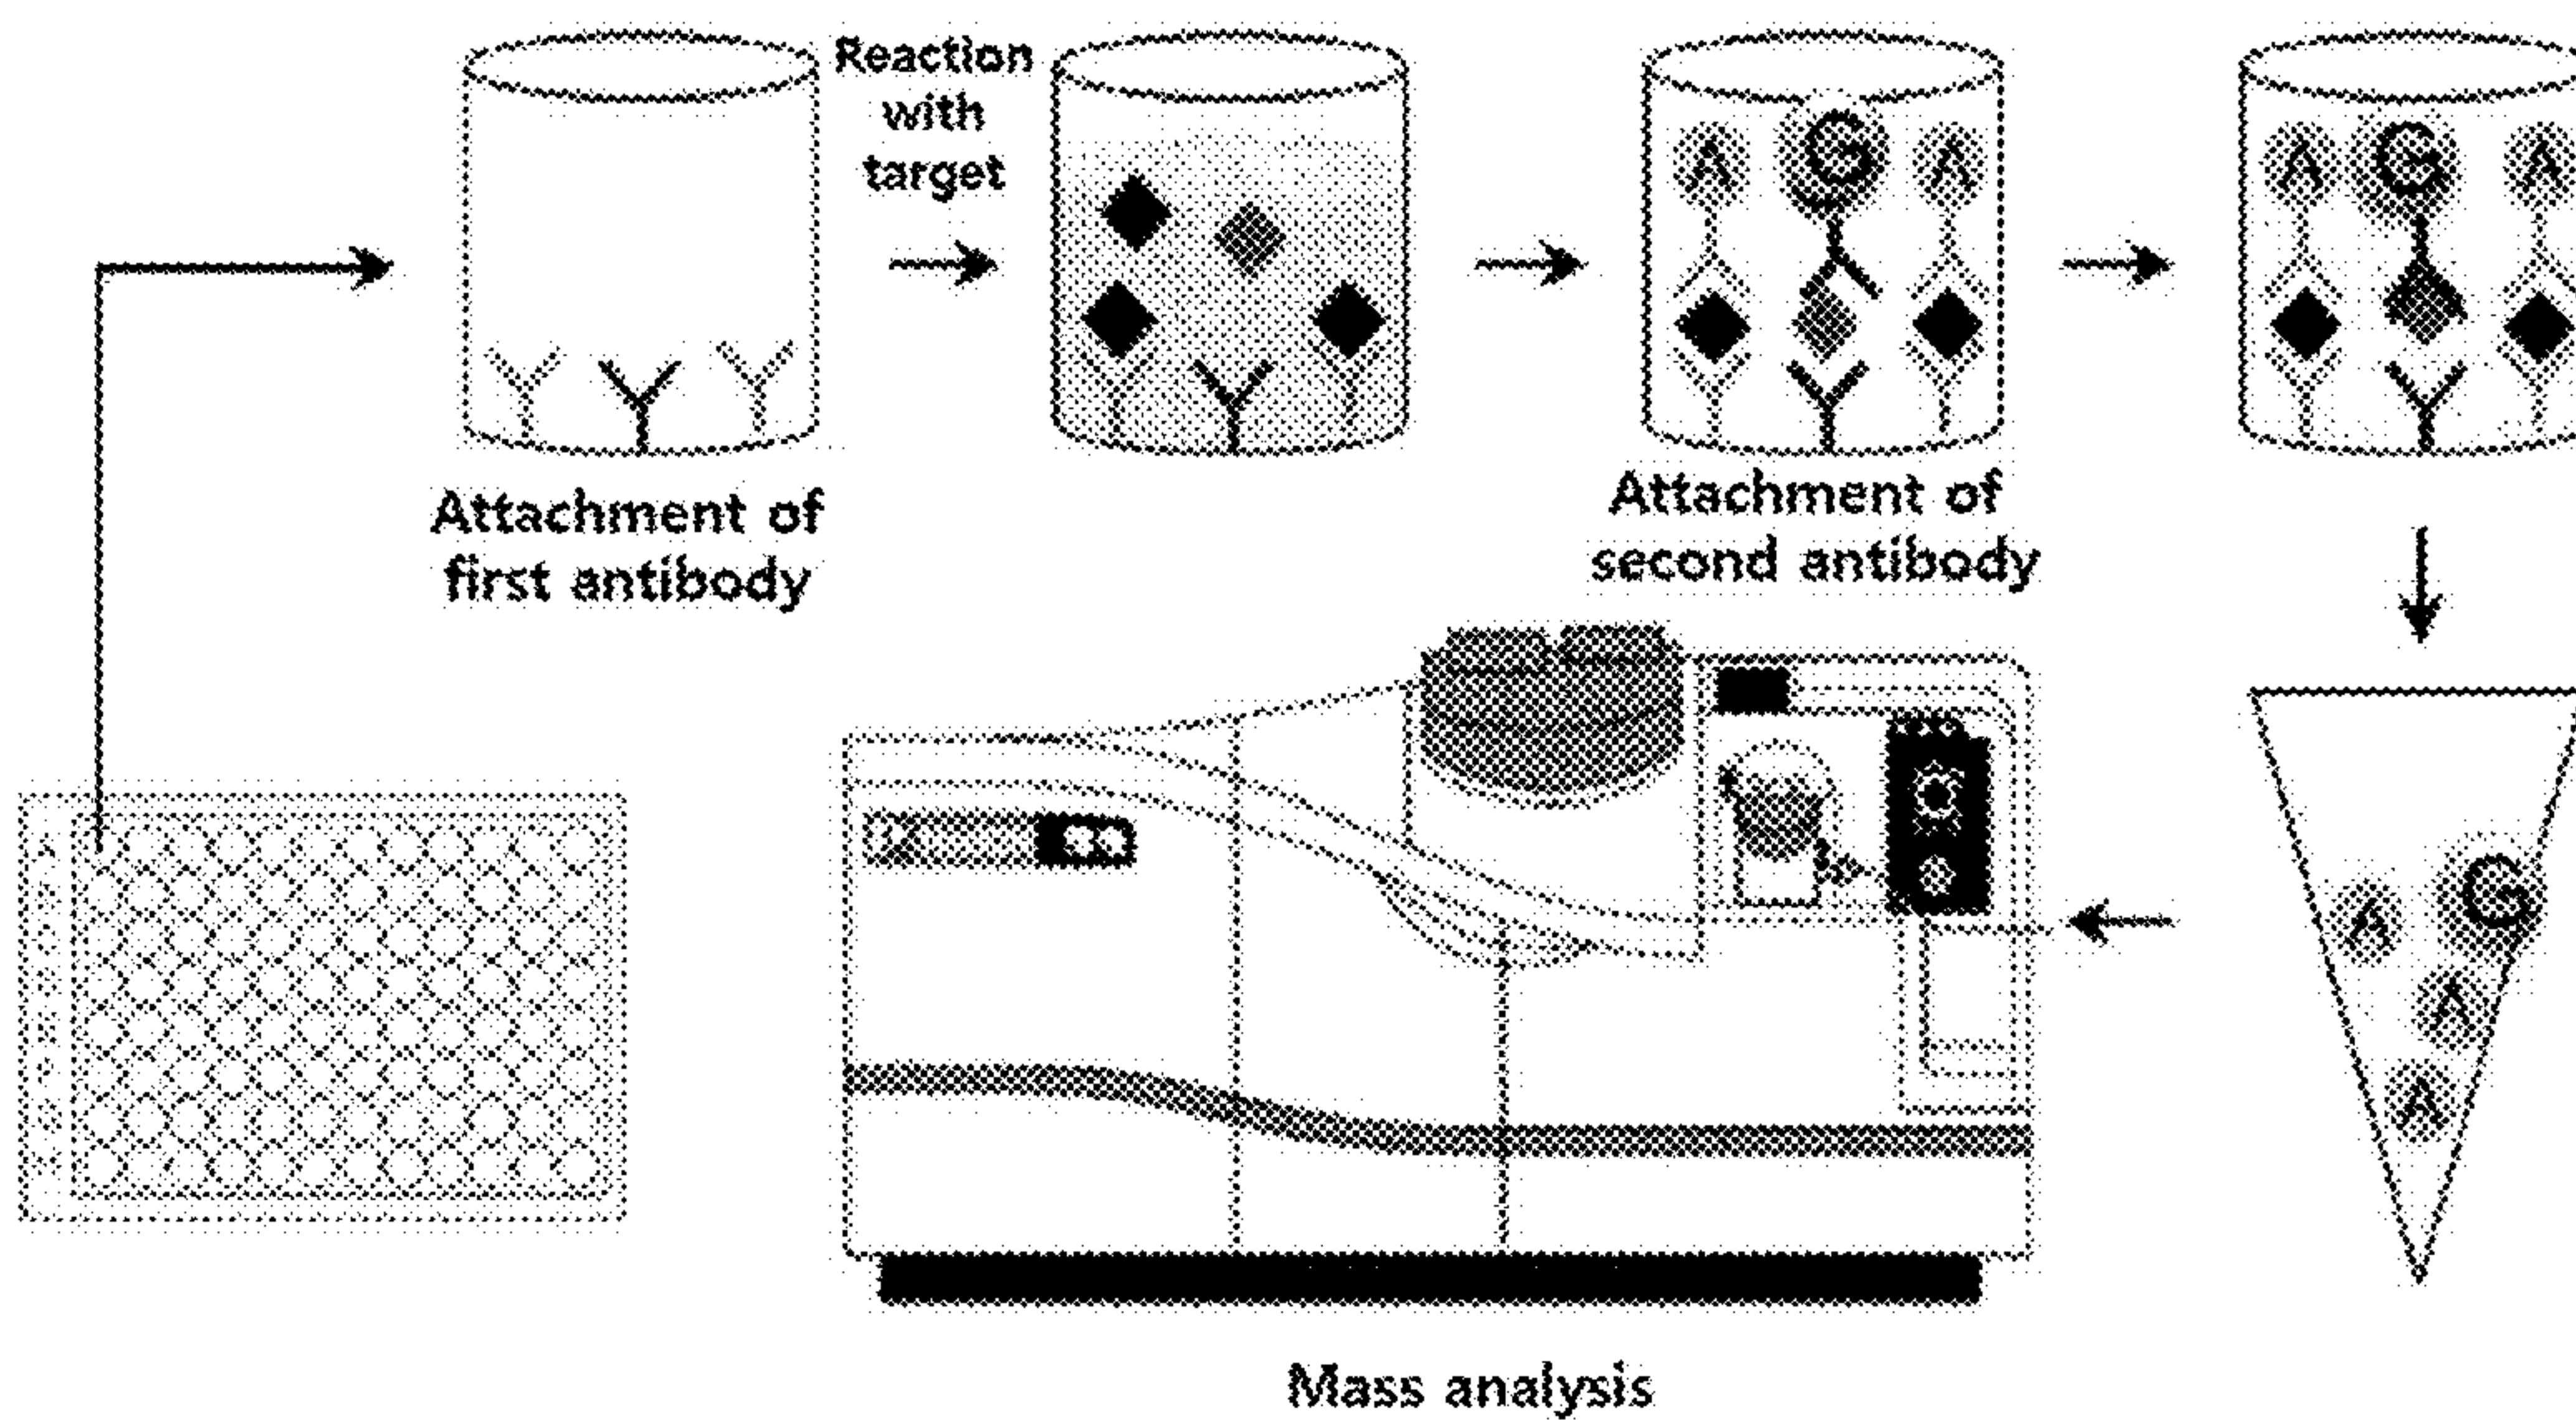 Reaction
with
target
A G A
A G A
Attachment of
first antibody
Attachment of
second antibody
A
G
A
A
Mass analysis